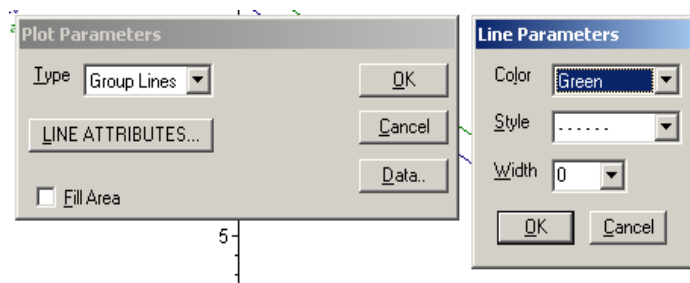 Plot Parameters
Type Group Lines
OK
LINE ATTRIBUTES...
Cancel
Data..
Fill Area
5
Line Parameters
Color Green
Style ......
Width 0
OK Cancel